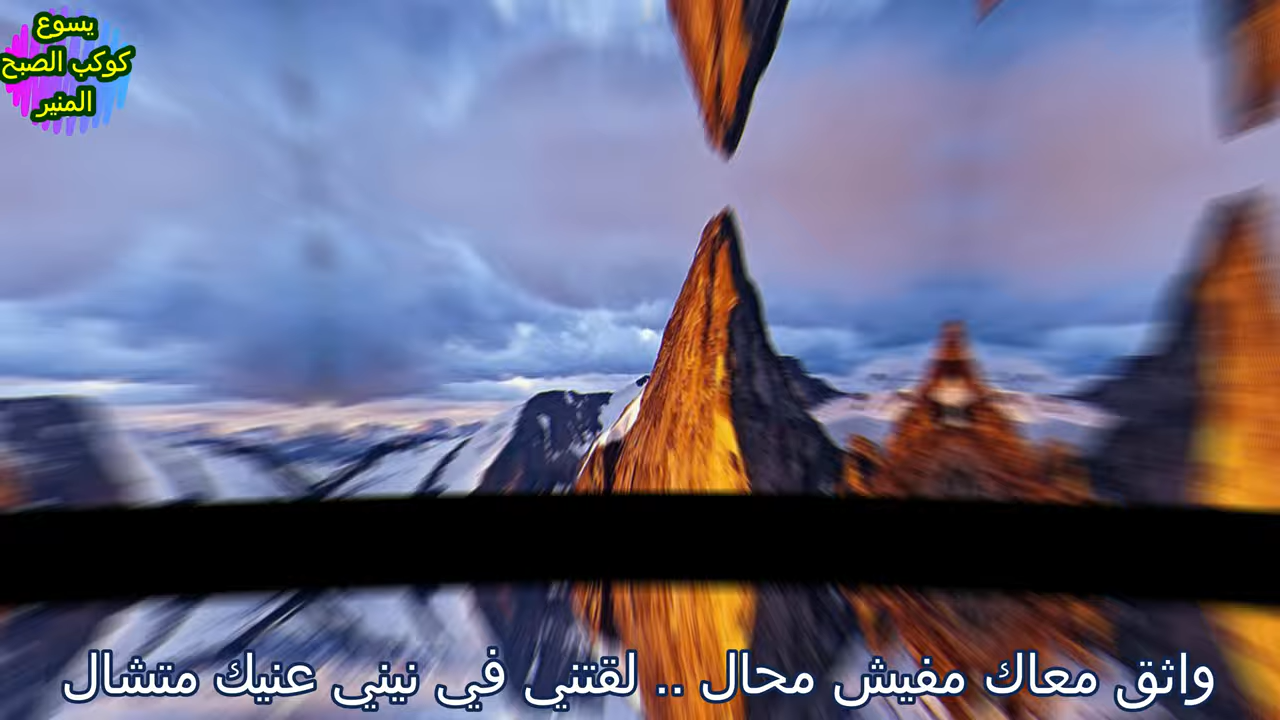 يسوع
كوكب الصبح
المنير
واثق معاك مفيش محال .. لقتني في نيني عنيك متشال